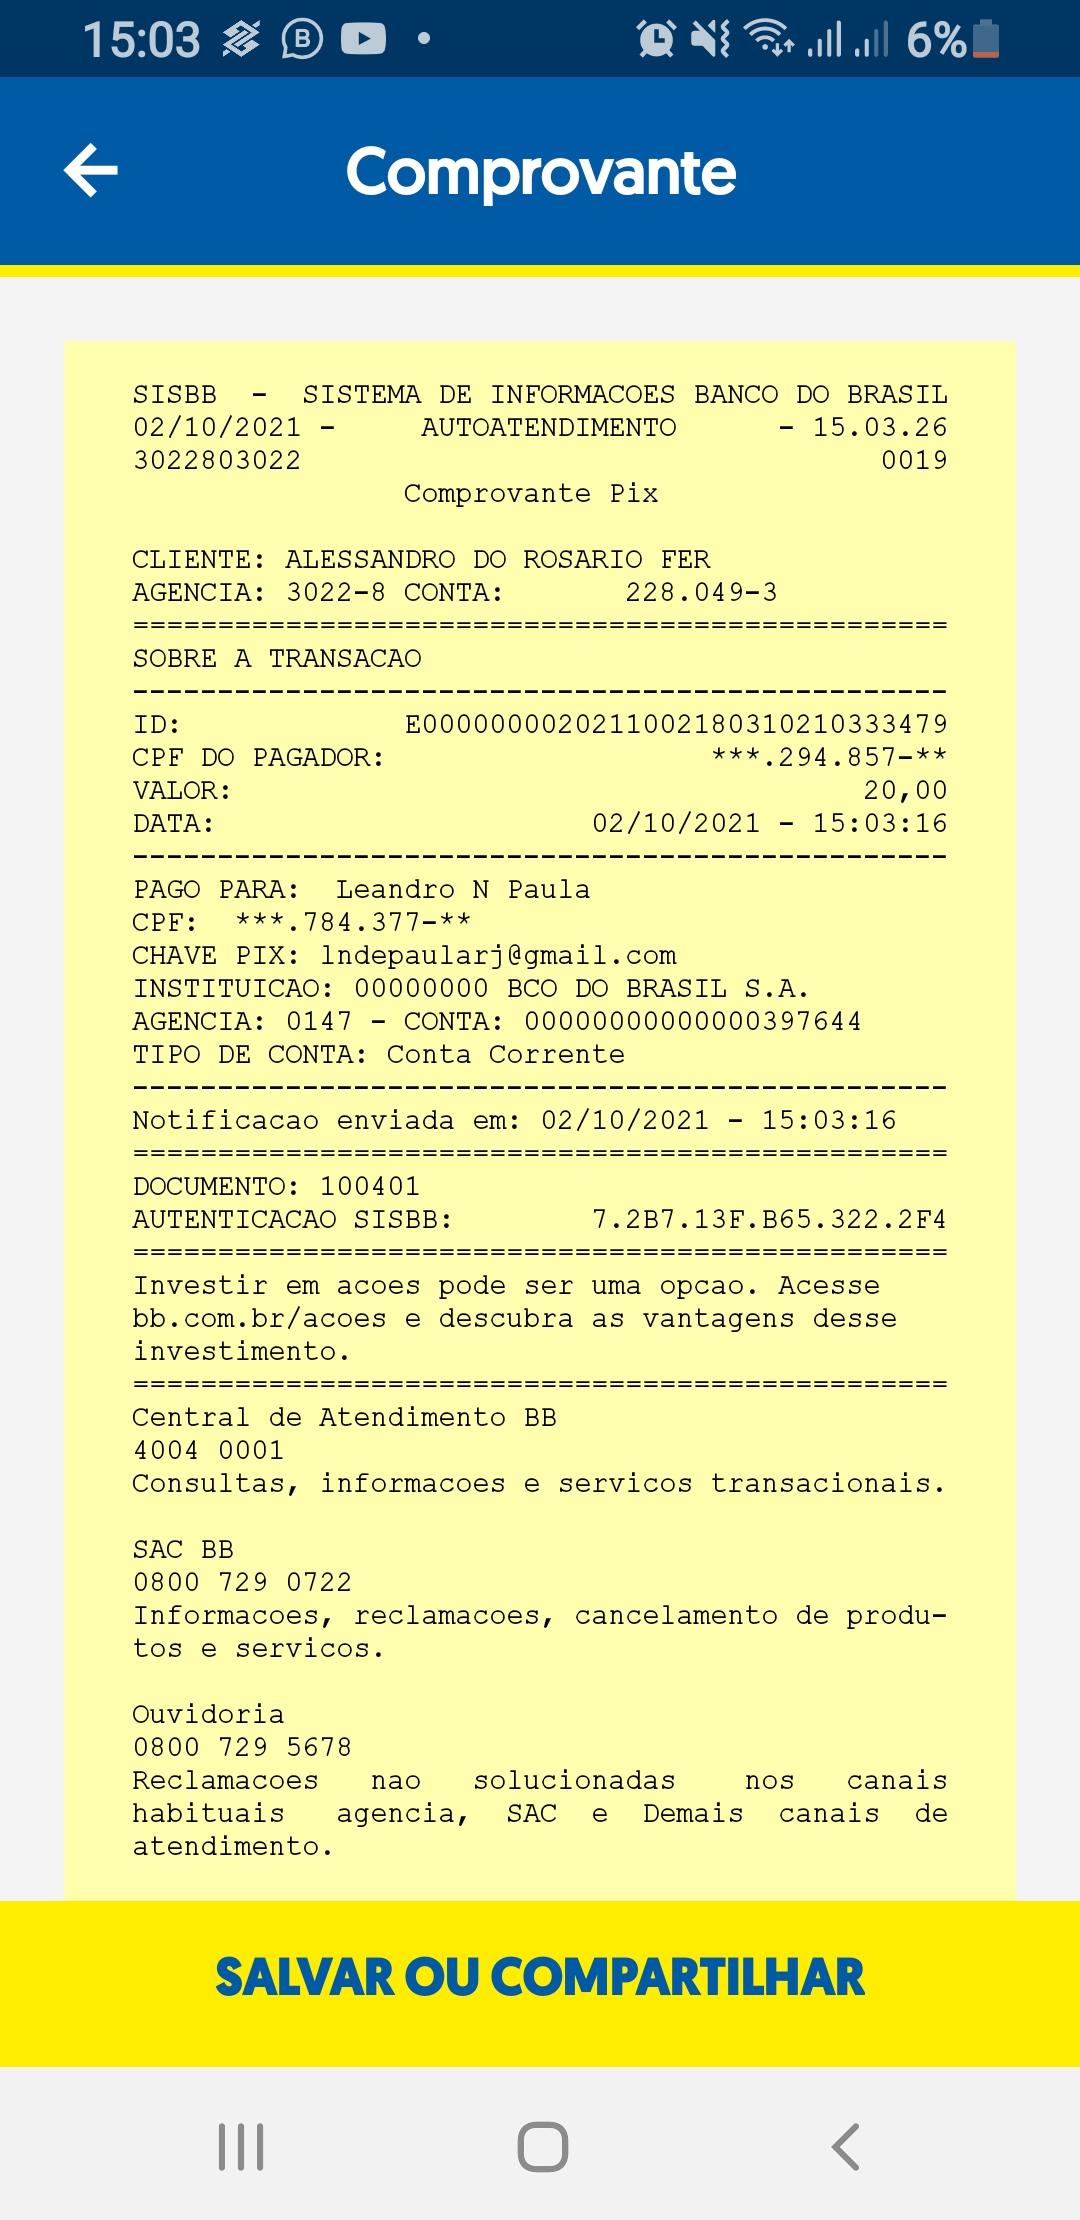 15:03 6%
Comprovante
SISBB - SISTEMA DE INFORMACOES BANCO DO BRASIL
02/10/2021 - AUTOATENDIMENTO - 15.03.26
3022803022 0019
Comprovante Pix
CLIENTE: ALESSANDRO DO ROSARIO FER
AGENCIA: 3022-8 CONTA: 228.049-3
================================================
SOBRE A TRANSACAO
------------------------------------------------
ID: E0000000020211002180310210333479
CPF DO PAGADOR: ***.294.857-**
VALOR: 20,00
DATA: 02/10/2021 - 15:03:16
------------------------------------------------
PAGO PARA: Leandro N Paula
CPF: ***.784.377-**
CHAVE PIX: lndepaularj@gmail.com
INSTITUICAO: 00000000 BCO DO BRASIL S.A.
AGENCIA: 0147 - CONTA: 00000000000000397644
TIPO DE CONTA: Conta Corrente
------------------------------------------------
Notificacao enviada em: 02/10/2021 - 15:03:16
================================================
DOCUMENTO: 100401
AUTENTICACAO SISBB: 7.2B7.13F.B65.322.2F4
================================================
Investir em acoes pode ser uma opcao. Acesse
bb.com.br/acoes e descubra as vantagens desse
investimento.
================================================
Central de Atendimento BB
4004 0001
Consultas, informacoes e servicos transacionais.
SAC BB
0800 729 0722
Informacoes, reclamacoes, cancelamento de produ-
tos e servicos.
Ouvidoria
0800 729 5678
Reclamacoes nao solucionadas nos canais
habituais agencia, SAC e Demais canais de
atendimento.
SALVAR OU COMPARTILHAR